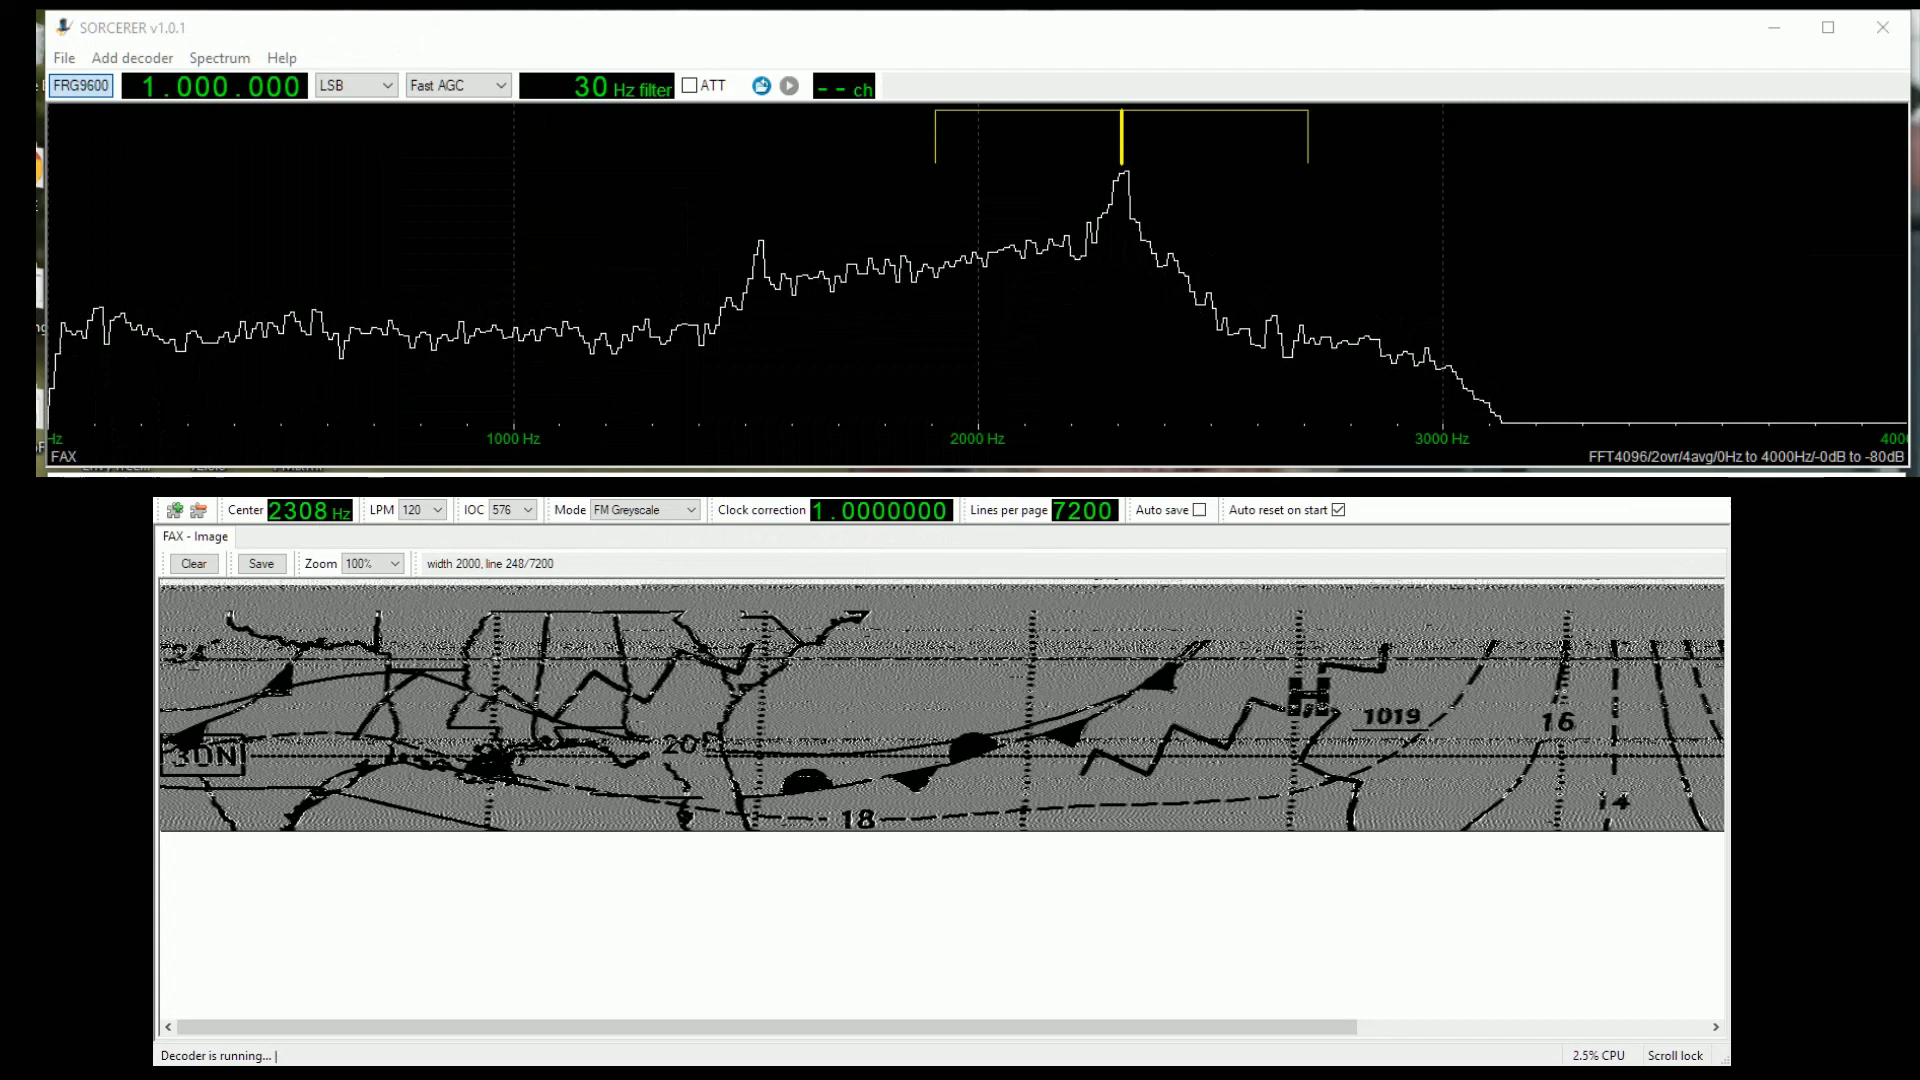 SORCERER v1.0.1
File Add decoder Spectrum Help
FRG9600 1.000.000 LSB Fast AGC 30 Hz filter ATT -- ch
Hz 1000 Hz 2000 Hz 3000 Hz 400
FAX FFT4096/2ovr/4avg/0Hz to 4000Hz/-0dB to -80dB
Center 2308 Hz LPM 120 IOC 576 Mode FM Greyscale Clock correction 1.0000000 Lines per page 7200 Auto save Auto reset on start
FAX - Image
Clear Save Zoom 100% width 2000, line 248/7200
1019 16
20
30N
4
18
Decoder is running... | 2.5% CPU Scroll lock